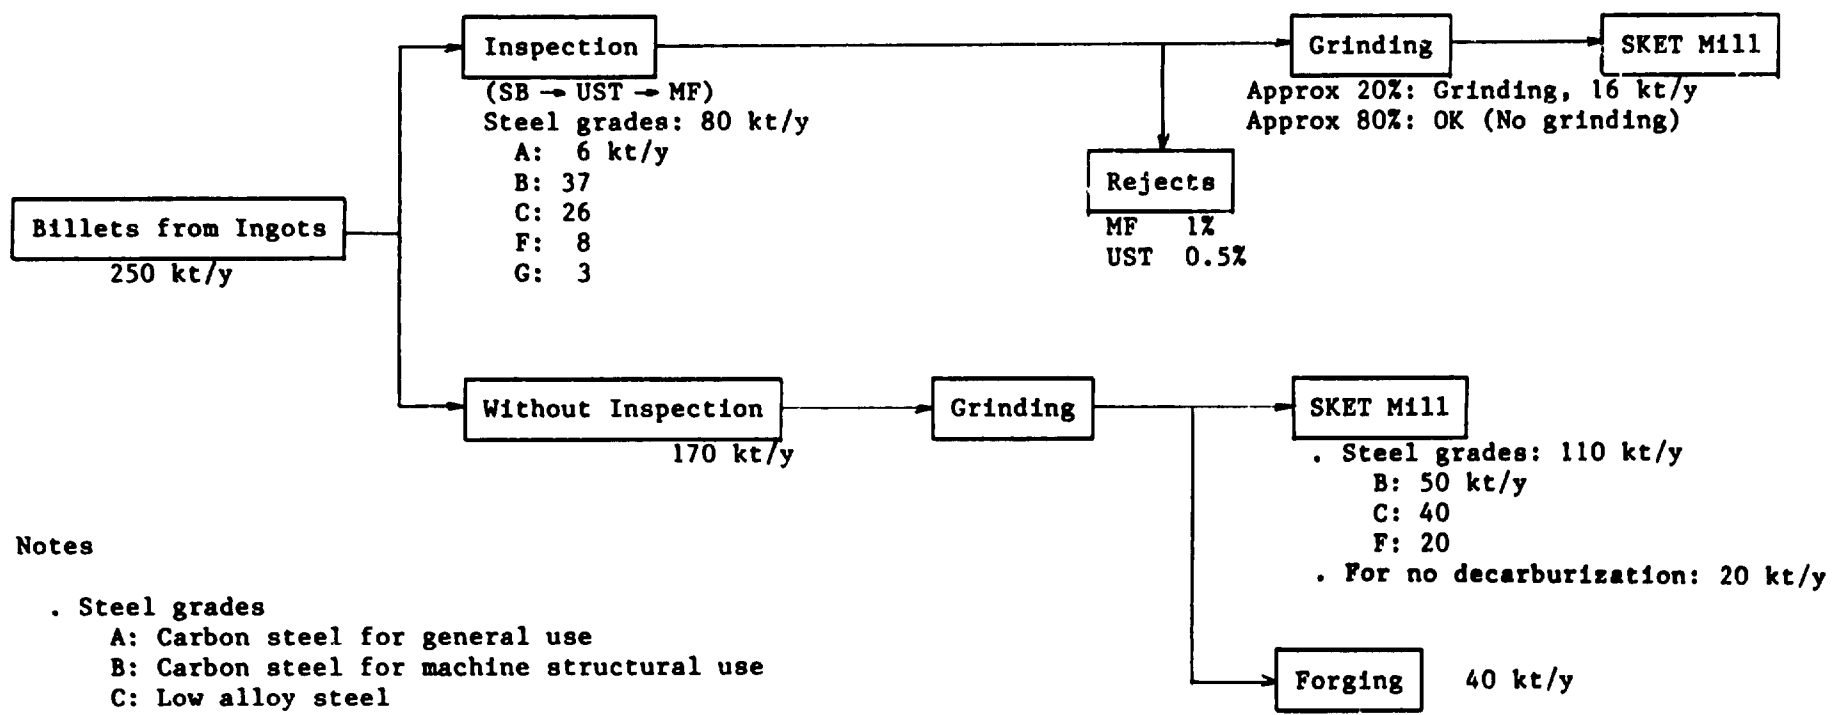 Inspection
Grinding
SKET Mill
(SB → UST → MF)
Steel grades: 80 kt/y
A: 6 kt/y
B: 37
C: 26
F: 8
G: 3
Approx 20%: Grinding, 16 kt/y
Approx 80%: OK (No grinding)
Rejects
MF 1%
UST 0.5%
Billets from Ingots
250 kt/y
Without Inspection
170 kt/y
Grinding
SKET Mill
. Steel grades: 110 kt/y
B: 50 kt/y
C: 40
F: 20
. For no decarburization: 20 kt/y
Forging 40 kt/y
Notes
. Steel grades
A: Carbon steel for general use
B: Carbon steel for machine structural use
C: Low alloy steel